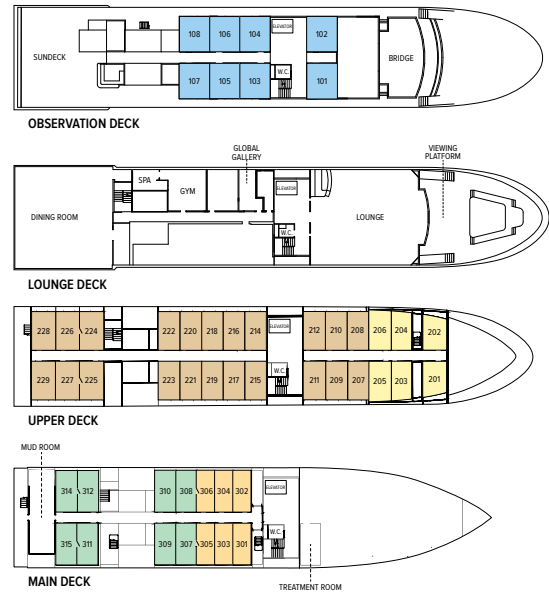 108 106 104 ELEVATOR 102
SUNDECK W.C. BRIDGE
107 105 103 101
OBSERVATION DECK
GLOBAL
GALLERY
VIEWING
PLATFORM
SPA
GYM
ELEVATOR
DINING ROOM
LOUNGE
W.C.
LOUNGE DECK
228 226 224 222 220 218 216 214 ELEVATOR 212 210 208 206 204 202
W.C.
229 227 225 223 221 219 217 215 211 209 207 205 203 201
UPPER DECK
MUD ROOM
314 312 310 308 306 304 302 ELEVATOR
W.C.
315 311 309 307 305 303 301
MAIN DECK
TREATMENT ROOM